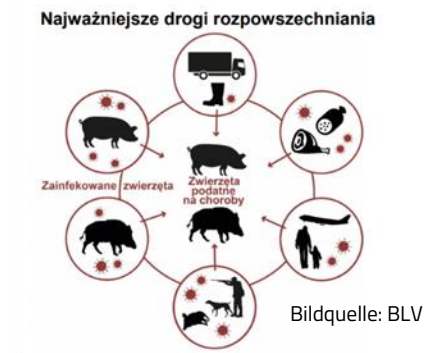 Najważniejsze drogi rozpowszechniania
Zainfekowane zwierzęta
Zwierzęta
podatne
na choroby
Bildquelle: BLV